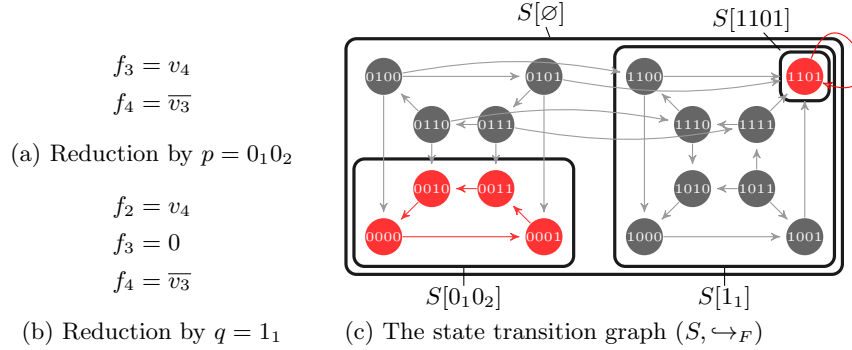 f₃ = v₄
f₄ = v̅₃̅
(a) Reduction by p = 0₁0₂
f₂ = v₄
f₃ = 0
f₄ = v̅₃̅
(b) Reduction by q = 1₁
S[∅]
S[1101]
0100
0101
1100
1101
0110
0111
1110
1111
0010
0011
1010
1011
0000
0001
1000
1001
S[0₁0₂]
S[1₁]
(c) The state transition graph (S, ↪F)